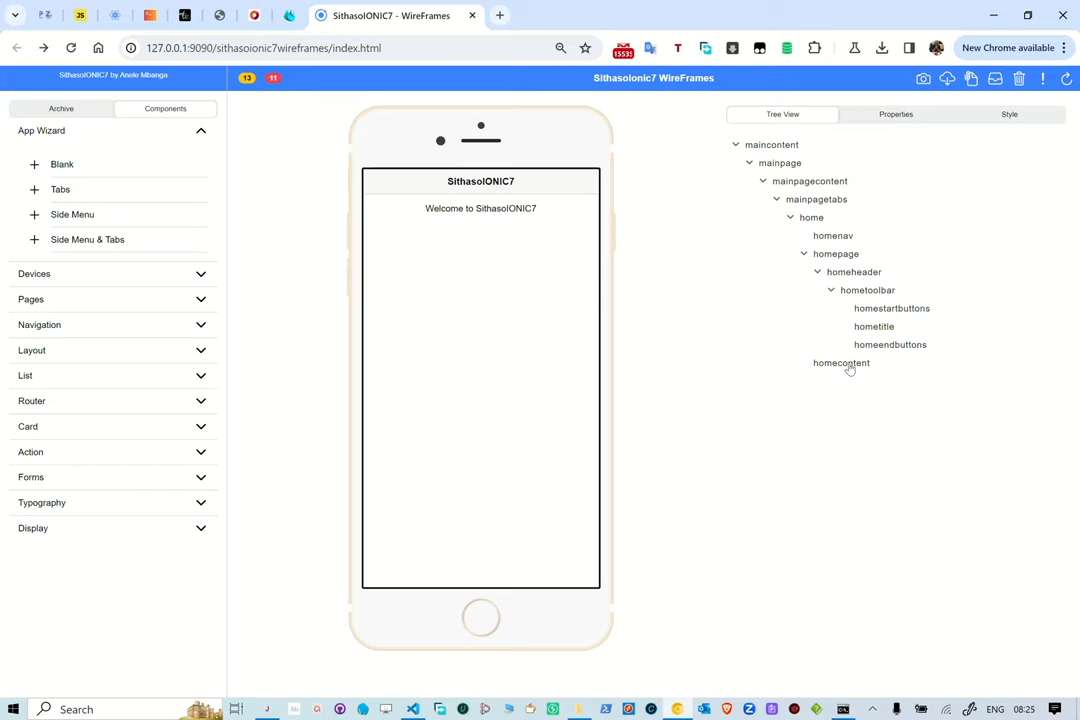 SithasoIONIC7 - WireFrames
127.0.0.1:9090/sithasoionic7wireframes/index.html
15531
New Chrome available
SithasoIONIC7 by Anele Mbanga
13
11
SithasoIonic7 WireFrames
Archive
Components
App Wizard
Blank
Tabs
Side Menu
Side Menu & Tabs
Devices
Pages
Navigation
Layout
List
Router
Card
Action
Forms
Typography
Display
SithasoIONIC7
Welcome to SithasoIONIC7
Tree View
Properties
Style
maincontent
mainpage
mainpagecontent
mainpagetabs
home
homenav
homepage
homeheader
hometoolbar
homestartbuttons
hometitle
homeendbuttons
homecontent
Search
ENG
08:25